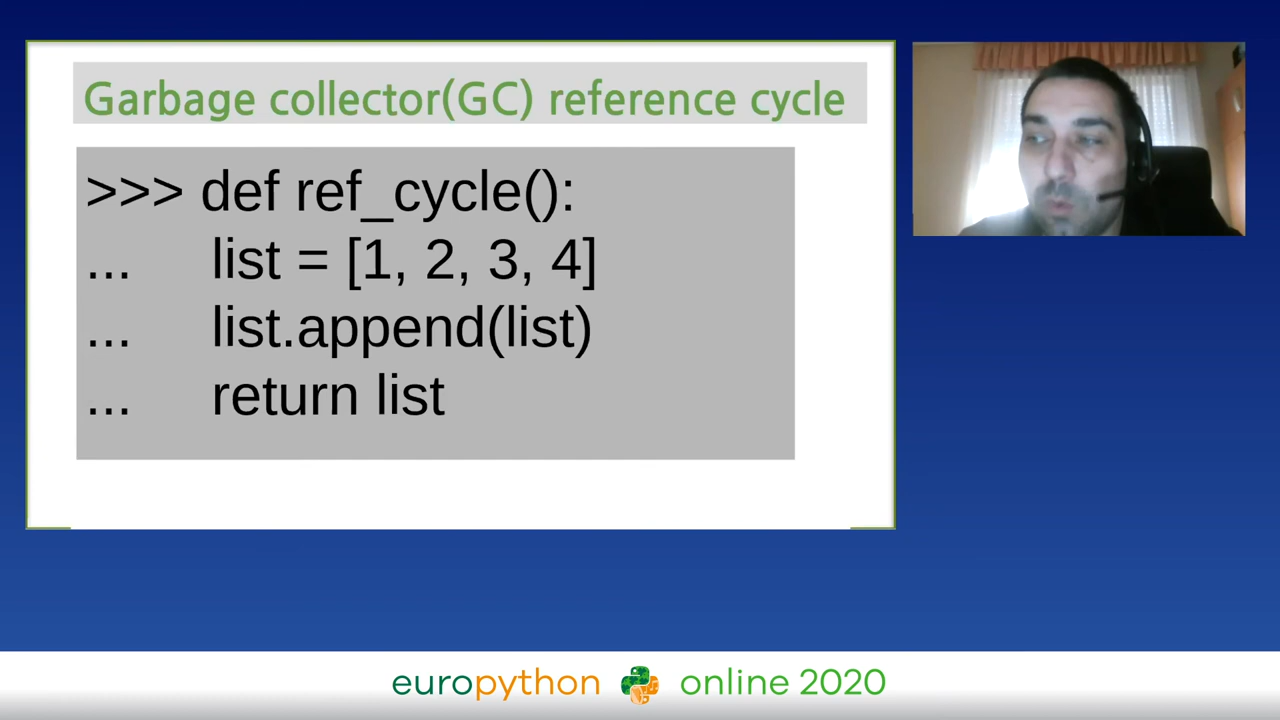 Garbage collector(GC) reference cycle
>>> def ref_cycle():
... list = [1, 2, 3, 4]
... list.append(list)
... return list
europython online 2020